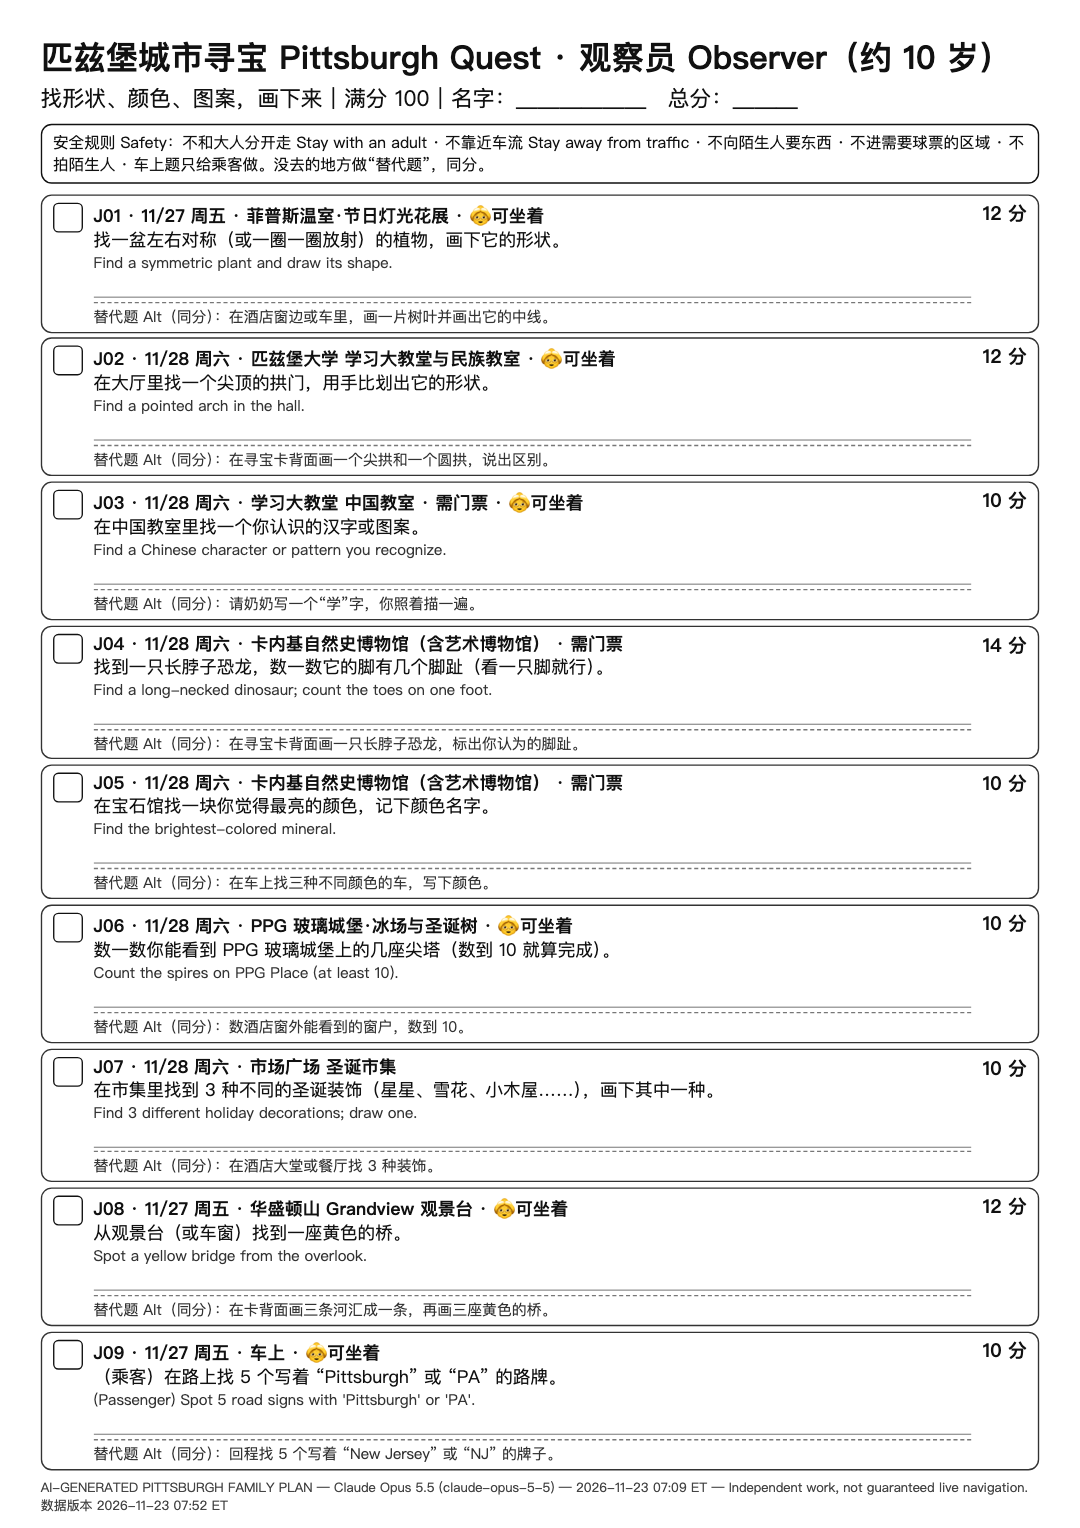 匹兹堡城市寻宝 Pittsburgh Quest · 观察员 Observer（约 10 岁）
找形状、颜色、图案，画下来｜满分 100｜名字：____________ 总分：______
安全规则 Safety：不和大人分开走 Stay with an adult · 不靠近车流 Stay away from traffic · 不向陌生人要东西 · 不进需要球票的区域 · 不
拍陌生人 · 车上题只给乘客做。没去的地方做“替代题”，同分。
J01 · 11/27 周五 · 菲普斯温室·节日灯光花展 · 👵可坐着
12 分
找一盆左右对称（或一圈一圈放射）的植物，画下它的形状。
Find a symmetric plant and draw its shape.
替代题 Alt（同分）：在酒店窗边或车里，画一片树叶并画出它的中线。
J02 · 11/28 周六 · 匹兹堡大学 学习大教堂与民族教室 · 👵可坐着
12 分
在大厅里找一个尖顶的拱门，用手比划出它的形状。
Find a pointed arch in the hall.
替代题 Alt（同分）：在寻宝卡背面画一个尖拱和一个圆拱，说出区别。
J03 · 11/28 周六 · 学习大教堂 中国教室 · 需门票 · 👵可坐着
10 分
在中国教室里找一个你认识的汉字或图案。
Find a Chinese character or pattern you recognize.
替代题 Alt（同分）：请奶奶写一个“学”字，你照着描一遍。
J04 · 11/28 周六 · 卡内基自然史博物馆（含艺术博物馆） · 需门票
14 分
找到一只长脖子恐龙，数一数它的脚有几个脚趾（看一只脚就行）。
Find a long-necked dinosaur; count the toes on one foot.
替代题 Alt（同分）：在寻宝卡背面画一只长脖子恐龙，标出你认为的脚趾。
J05 · 11/28 周六 · 卡内基自然史博物馆（含艺术博物馆） · 需门票
10 分
在宝石馆找一块你觉得最亮的颜色，记下颜色名字。
Find the brightest-colored mineral.
替代题 Alt（同分）：在车上找三种不同颜色的车，写下颜色。
J06 · 11/28 周六 · PPG 玻璃城堡·冰场与圣诞树 · 👵可坐着
10 分
数一数你能看到 PPG 玻璃城堡上的几座尖塔（数到 10 就算完成）。
Count the spires on PPG Place (at least 10).
替代题 Alt（同分）：数酒店窗外能看到的窗户，数到 10。
J07 · 11/28 周六 · 市场广场 圣诞市集
10 分
在市集里找到 3 种不同的圣诞装饰（星星、雪花、小木屋……），画下其中一种。
Find 3 different holiday decorations; draw one.
替代题 Alt（同分）：在酒店大堂或餐厅找 3 种装饰。
J08 · 11/27 周五 · 华盛顿山 Grandview 观景台 · 👵可坐着
12 分
从观景台（或车窗）找到一座黄色的桥。
Spot a yellow bridge from the overlook.
替代题 Alt（同分）：在卡背面画三条河汇成一条，再画三座黄色的桥。
J09 · 11/27 周五 · 车上 · 👵可坐着
10 分
（乘客）在路上找 5 个写着 “Pittsburgh” 或 “PA” 的路牌。
(Passenger) Spot 5 road signs with 'Pittsburgh' or 'PA'.
替代题 Alt（同分）：回程找 5 个写着 “New Jersey” 或 “NJ” 的牌子。
AI-GENERATED PITTSBURGH FAMILY PLAN — Claude Opus 5.5 (claude-opus-5-5) — 2026-11-23 07:09 ET — Independent work, not guaranteed live navigation.
数据版本 2026-11-23 07:52 ET